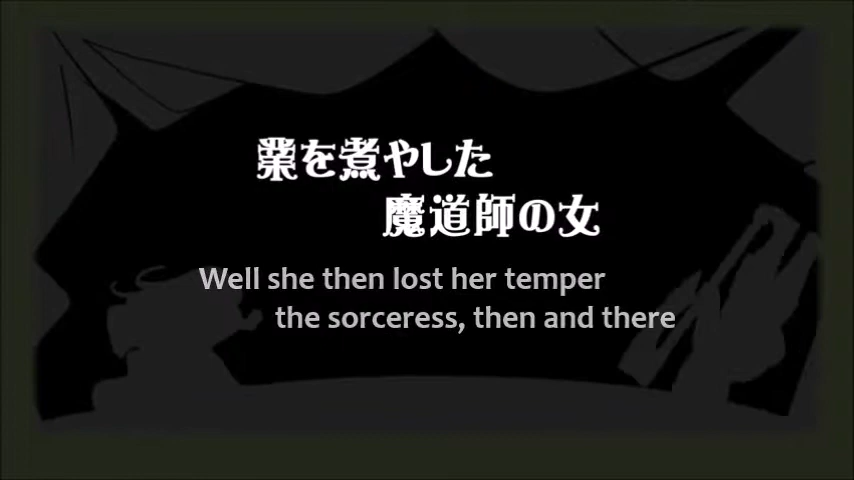 業を煮やした
魔道師の女
Well she then lost her temper
the sorceress, then and there